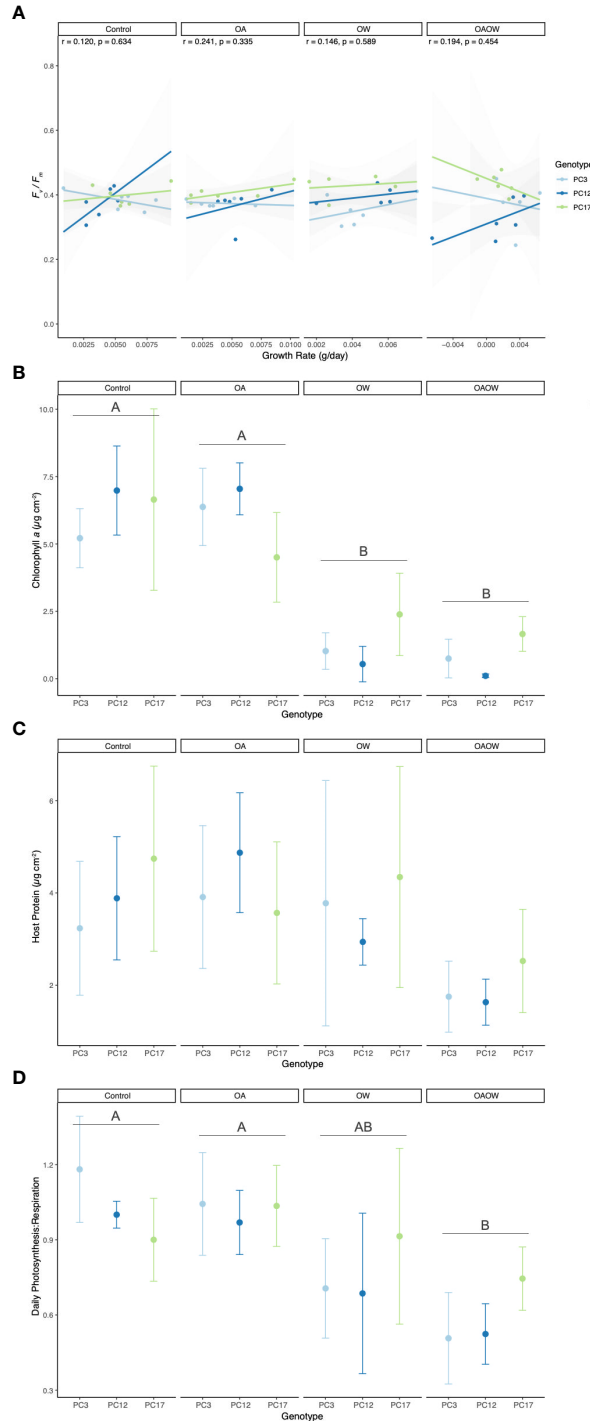 A
Control OA OW OAOW
r = 0.120, p = 0.634 r = 0.241, p = 0.335 r = 0.146, p = 0.589 r = 0.194, p = 0.454
0.8
0.6
0.4
0.2
0.0
Fv / Fm
Genotype
PC3
PC12
PC17
0.0025 0.0050 0.0075 0.0025 0.0050 0.0075 0.0100 0.002 0.004 0.006 −0.004 0.000 0.004
Growth Rate (g/day)
B
Control OA OW OAOW
A A B B
10.0
7.5
5.0
2.5
0.0
Chlorophyll a (µg cm⁻²)
PC3 PC12 PC17 PC3 PC12 PC17 PC3 PC12 PC17 PC3 PC12 PC17
Genotype
C
Control OA OW OAOW
6
4
2
Host Protein (µg cm⁻²)
PC3 PC12 PC17 PC3 PC12 PC17 PC3 PC12 PC17 PC3 PC12 PC17
Genotype
D
Control OA OW OAOW
A A AB B
1.2
0.9
0.6
0.3
Daily Photosynthesis:Respiration
PC3 PC12 PC17 PC3 PC12 PC17 PC3 PC12 PC17 PC3 PC12 PC17
Genotype